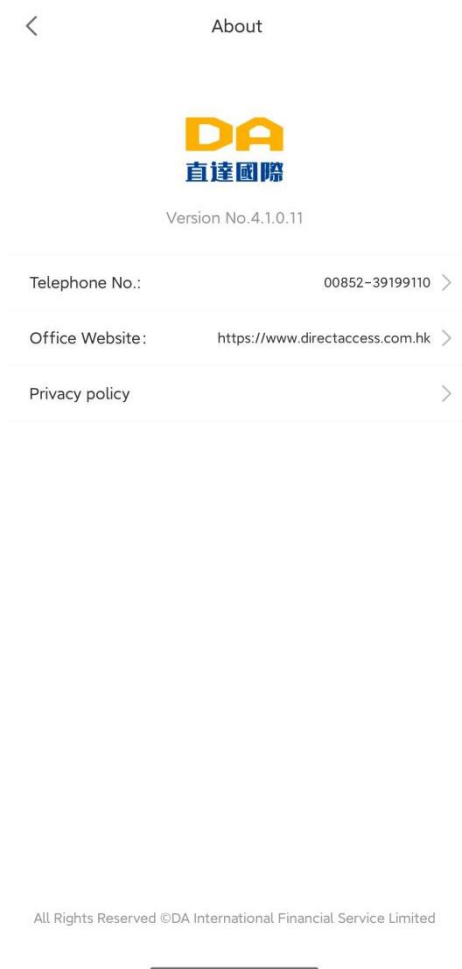 About
DA
直達國際
Version No.4.1.0.11
Telephone No.: 00852-39199110
Office Website: https://www.directaccess.com.hk
Privacy policy
All Rights Reserved ©DA International Financial Service Limited